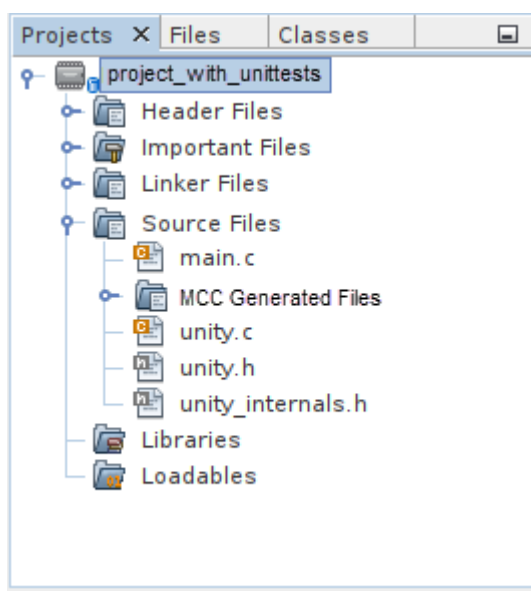 Projects Files Classes
project_with_unittests
Header Files
Important Files
Linker Files
Source Files
main.c
MCC Generated Files
unity.c
unity.h
unity_internals.h
Libraries
Loadables